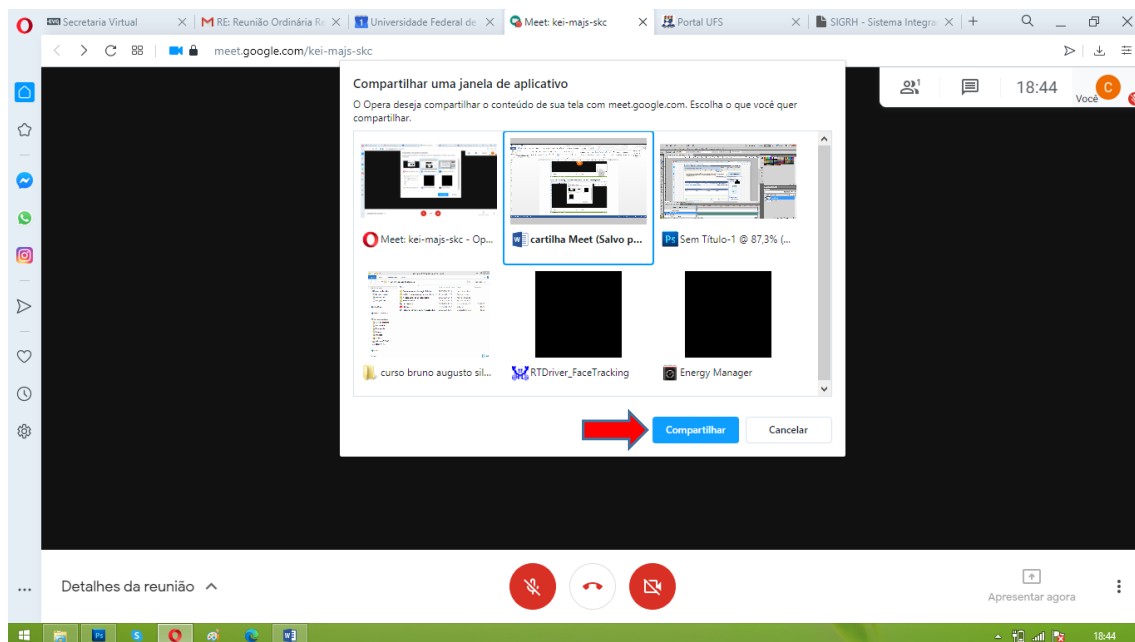 Secretaria Virtual
RE: Reunião Ordinária Re
Universidade Federal de
Meet: kei-majs-skc
Portal UFS
SIGRH - Sistema Integra
meet.google.com/kei-majs-skc
Compartilhar uma janela de aplicativo
O Opera deseja compartilhar o conteúdo de sua tela com meet.google.com. Escolha o que você quer
compartilhar.
1
18:44
Você
C
Meet: kei-majs-skc - Op...
cartilha Meet (Salvo p...
Ps Sem Título-1 @ 87,3% (...
curso bruno augusto sil...
RTDriver_FaceTracking
Energy Manager
Compartilhar
Cancelar
Detalhes da reunião
Apresentar agora
18:44